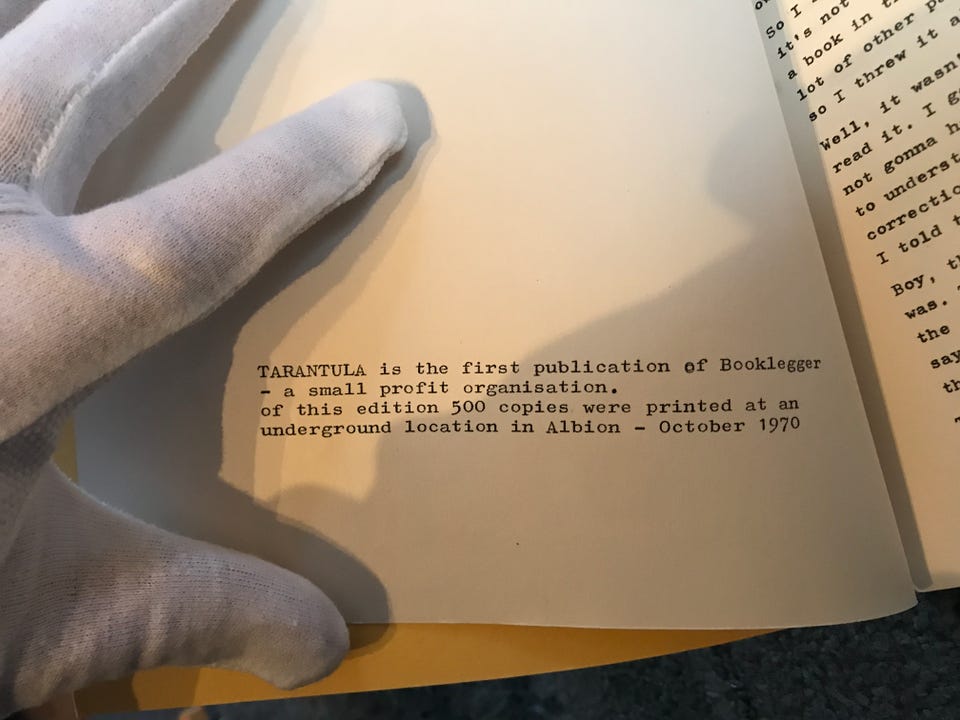 TARANTULA is the first publication of Booklegger
- a small profit organisation.
of this edition 500 copies were printed at an
underground location in Albion - October 1970
So I
it's not
a book in
lot of other
so I threw it a
Well, it wasn'
read it. I
not gonna
to underst
correctio
I told
Boy,
was.
the
say